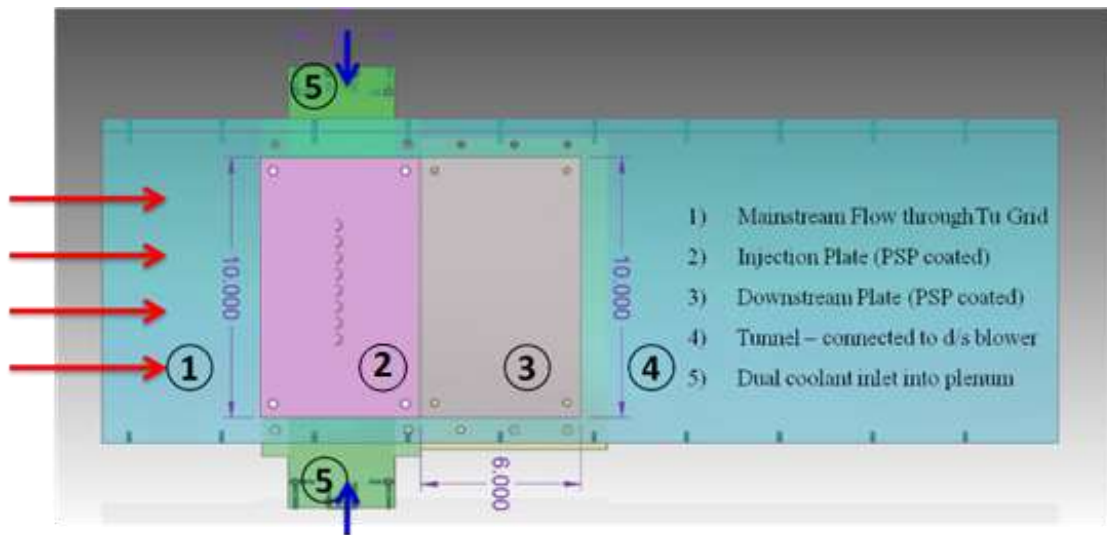 5
10.000
10.000
1) Mainstream Flow through Tu Grid
2) Injection Plate (PSP coated)
3) Downstream Plate (PSP coated)
4) Tunnel – connected to d/s blower
5) Dual coolant inlet into plenum
1
2
3
4
5
6.000